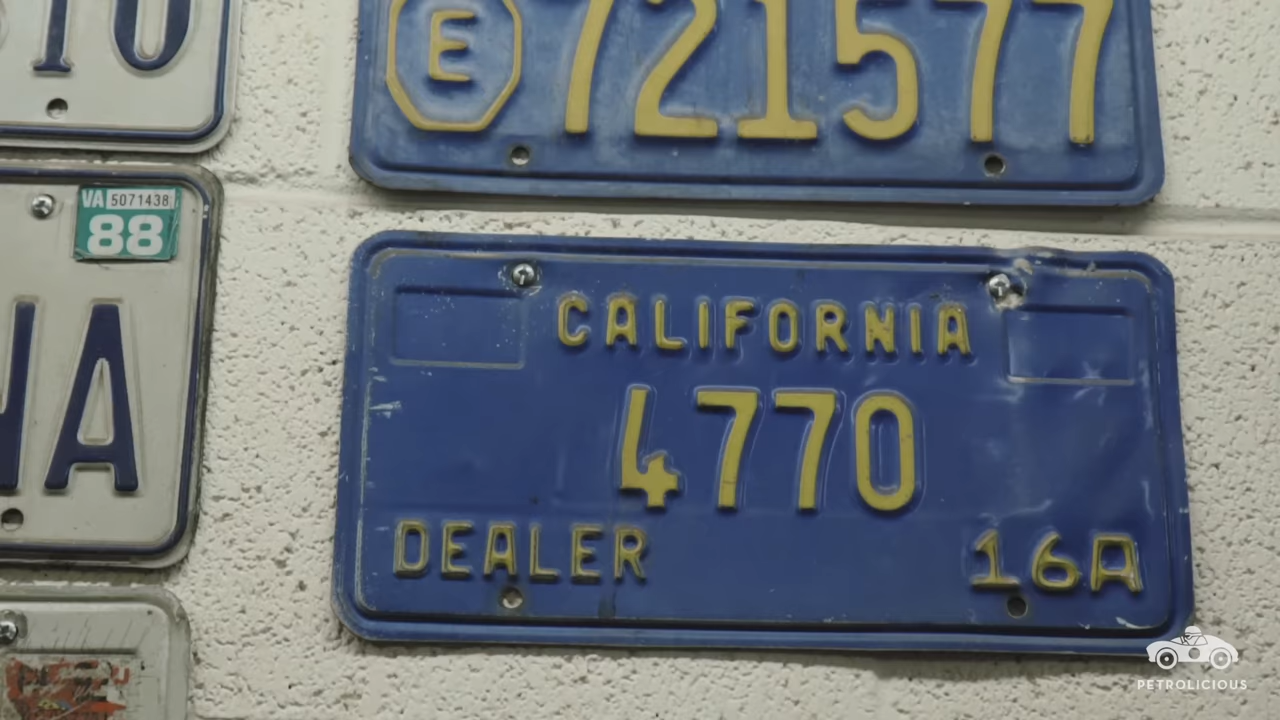 E 721577
VA 5071438
88
CALIFORNIA
4770
DEALER 16A
PETROLICIOUS